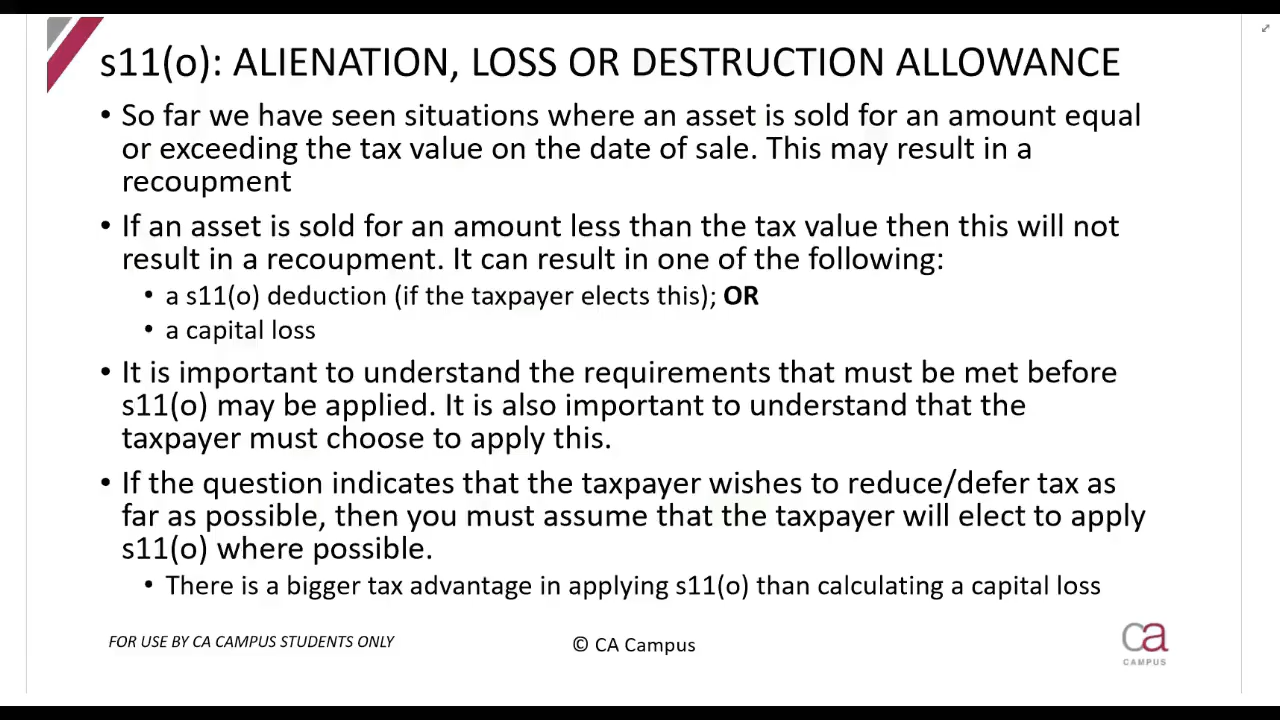 s11(o): ALIENATION, LOSS OR DESTRUCTION ALLOWANCE
• So far we have seen situations where an asset is sold for an amount equal
or exceeding the tax value on the date of sale. This may result in a
recoupment
• If an asset is sold for an amount less than the tax value then this will not
result in a recoupment. It can result in one of the following:
• a s11(o) deduction (if the taxpayer elects this); OR
• a capital loss
• It is important to understand the requirements that must be met before
s11(o) may be applied. It is also important to understand that the
taxpayer must choose to apply this.
• If the question indicates that the taxpayer wishes to reduce/defer tax as
far as possible, then you must assume that the taxpayer will elect to apply
s11(o) where possible.
• There is a bigger tax advantage in applying s11(o) than calculating a capital loss
FOR USE BY CA CAMPUS STUDENTS ONLY
© CA Campus
ca
CAMPUS